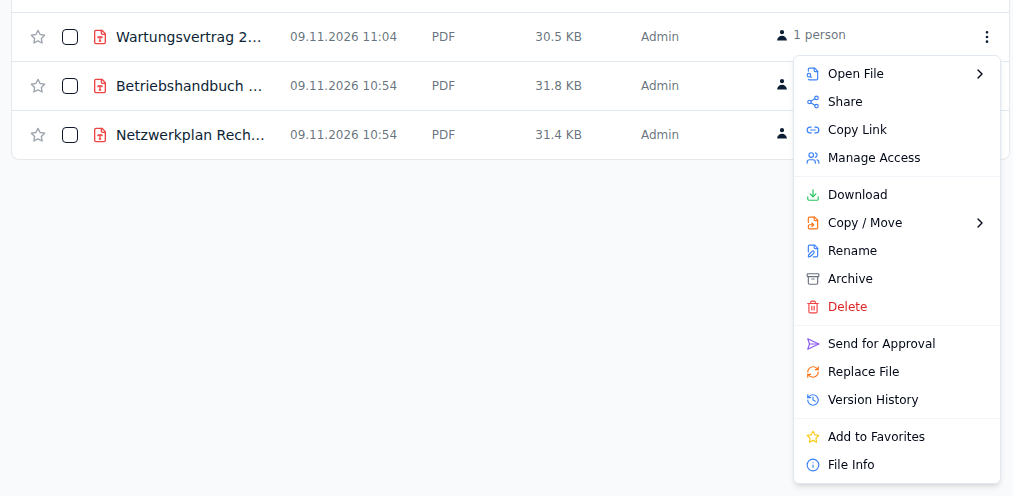 Wartungsvertrag 2... 09.11.2026 11:04 PDF 30.5 KB Admin 1 person
Betriebshandbuch ... 09.11.2026 10:54 PDF 31.8 KB Admin
Netzwerkplan Rech... 09.11.2026 10:54 PDF 31.4 KB Admin
Open File
Share
Copy Link
Manage Access
Download
Copy / Move
Rename
Archive
Delete
Send for Approval
Replace File
Version History
Add to Favorites
File Info